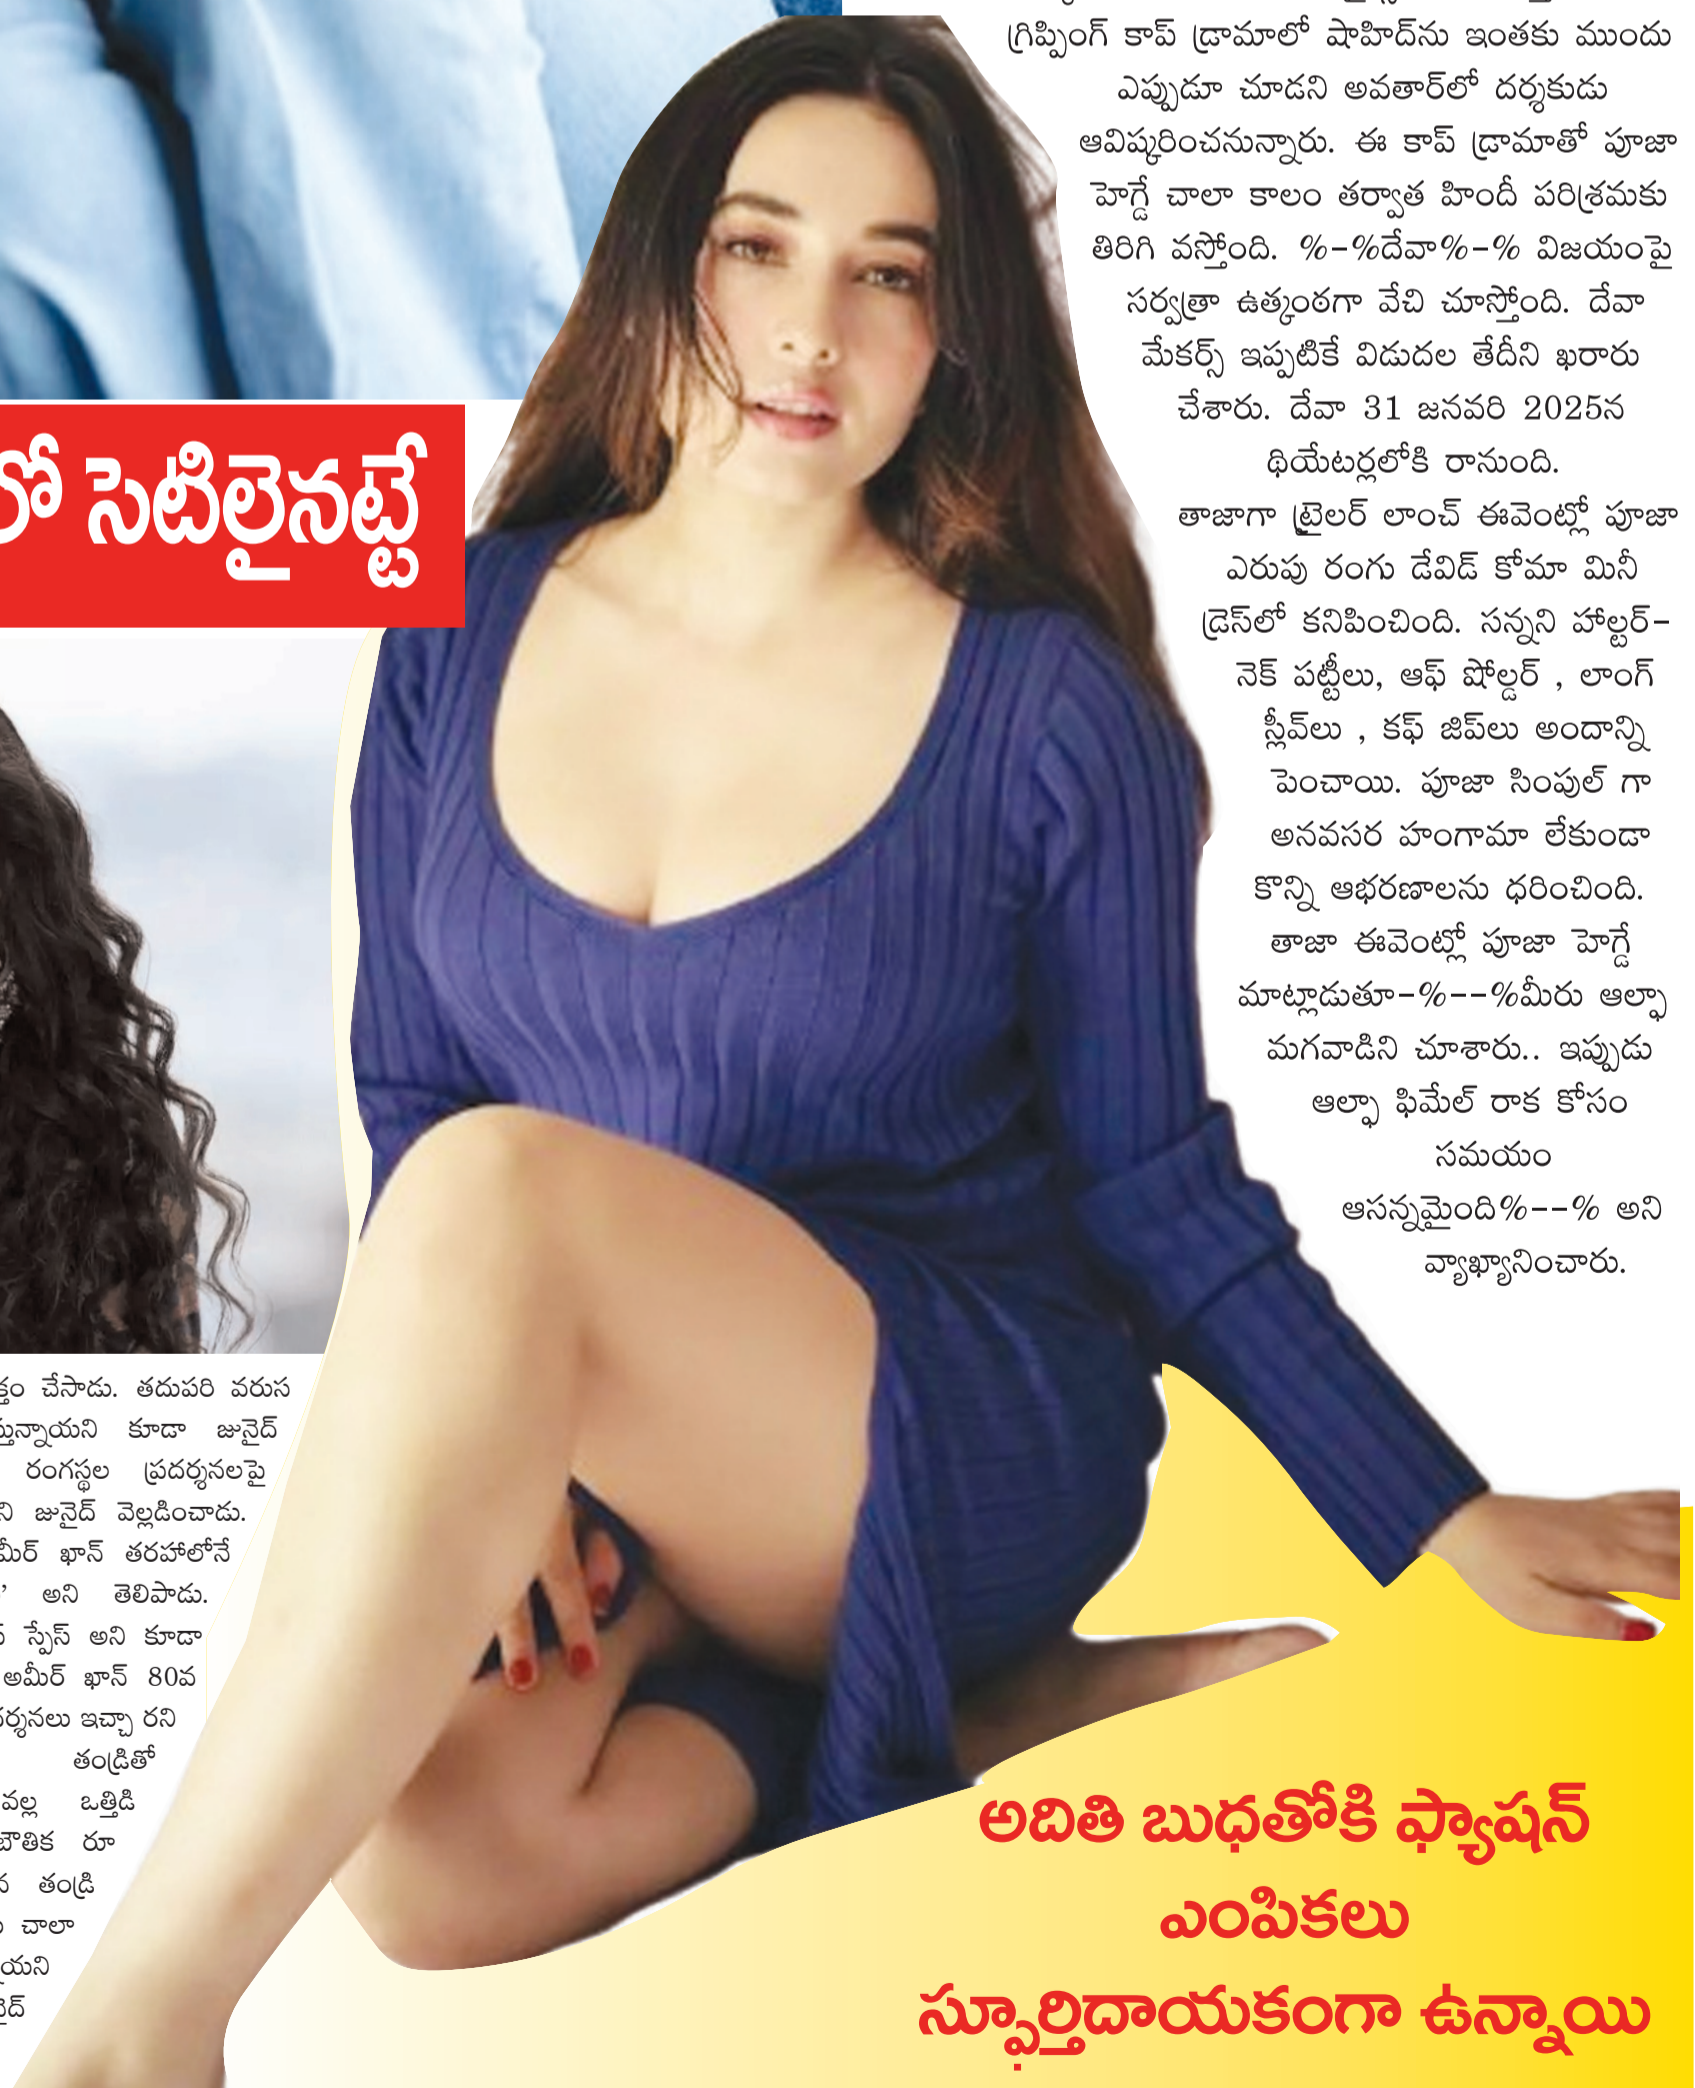 గ్రిప్పింగ్ కాప్ డ్రామాలో షాహిద్‌ను ఇంతకు ముందు
ఎప్పుడూ చూడని అవతార్‌లో దర్శకుడు
ఆవిష్కరించనున్నారు. ఈ కాప్ డ్రామాతో పూజా
హెగ్డే చాలా కాలం తర్వాత హిందీ పరిశ్రమకు
తిరిగి వస్తోంది. %-%దేవా%-% విజయంపై
సర్వత్రా ఉత్కంఠగా వేచి చూస్తోంది. దేవా
మేకర్స్ ఇప్పటికే విడుదల తేదీని ఖరారు
చేశారు. దేవా 31 జనవరి 2025న
థియేటర్లలోకి రానుంది.
తాజాగా ట్రైలర్ లాంచ్ ఈవెంట్లో పూజా
ఎరుపు రంగు డేవిడ్ కోమా మినీ
డ్రెస్‌లో కనిపించింది. సన్నని హాల్టర్-
నెక్ పట్టీలు, ఆఫ్ షోల్డర్ , లాంగ్
స్లీవ్‌లు , కఫ్ జిప్‌లు అందాన్ని
పెంచాయి. పూజా సింపుల్ గా
అనవసర హంగామా లేకుండా
కొన్ని ఆభరణాలను ధరించింది.
తాజా ఈవెంట్లో పూజా హెగ్డే
మాట్లాడుతూ-%--%మీరు ఆల్ఫా
మగవాడిని చూశారు.. ఇప్పుడు
ఆల్ఫా ఫిమేల్ రాక కోసం
సమయం
ఆసన్నమైంది%--% అని
వ్యాఖ్యానించారు.
లో సెటిలైనట్టే
చేసాడు. తదుపరి వరుస
కూడా జునైద్
రంగస్థల ప్రదర్శనలపై
జునైద్ వెల్లడించాడు.
ఖాన్ తరహాలోనే
' అని తెలిపాడు.
స్పేస్ అని కూడా
అమీర్ ఖాన్ 80వ
ఇచ్చా రని
తండ్రితో
వల్ల ఒత్తిడి
రూ
తండ్రి
చాలా
అదితి బుధతోకి ఫ్యాషన్
ఎంపికలు
స్ఫూర్తిదాయకంగా ఉన్నాయి